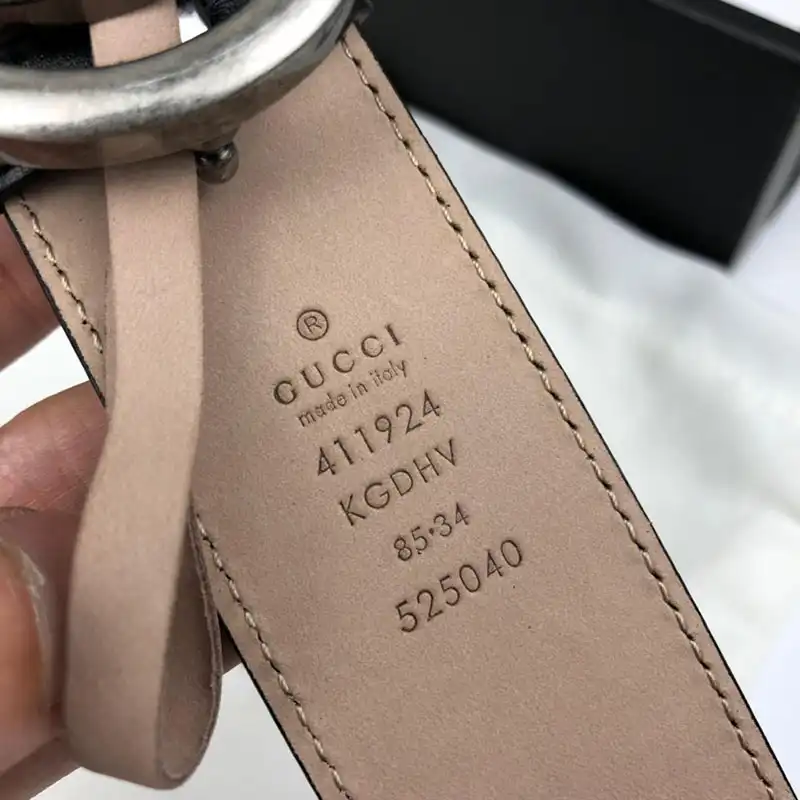 ®
GUCCI
made in italy
411924
KGDHV
85·34
525040